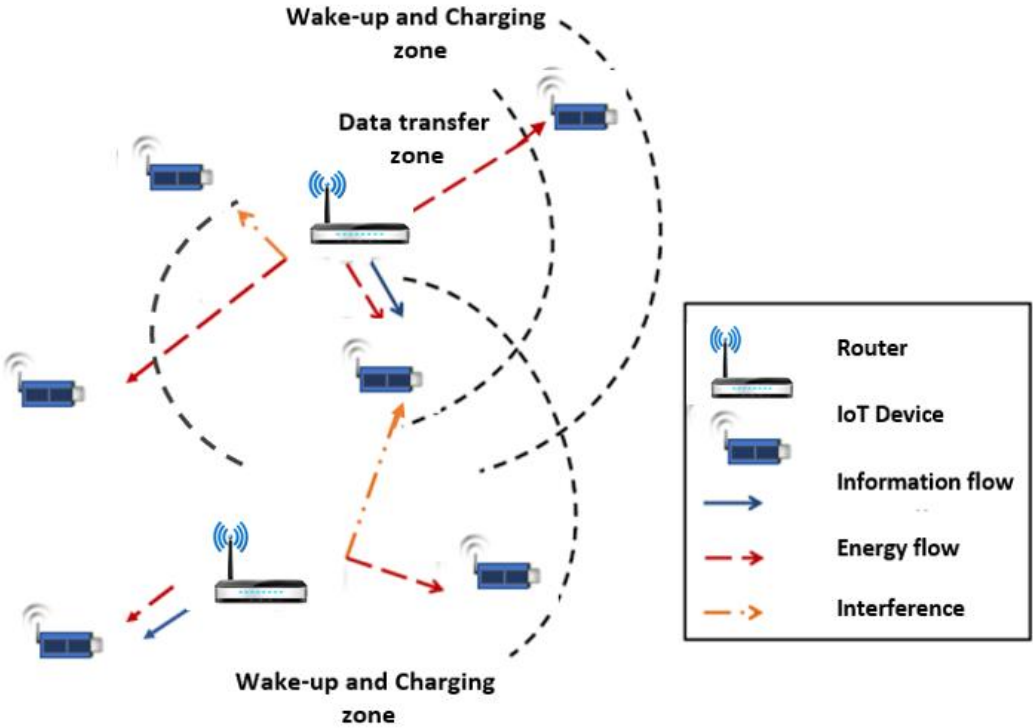 Wake-up and Charging
zone
Data transfer
zone
Router
IoT Device
Information flow
Energy flow
Interference
Wake-up and Charging
zone